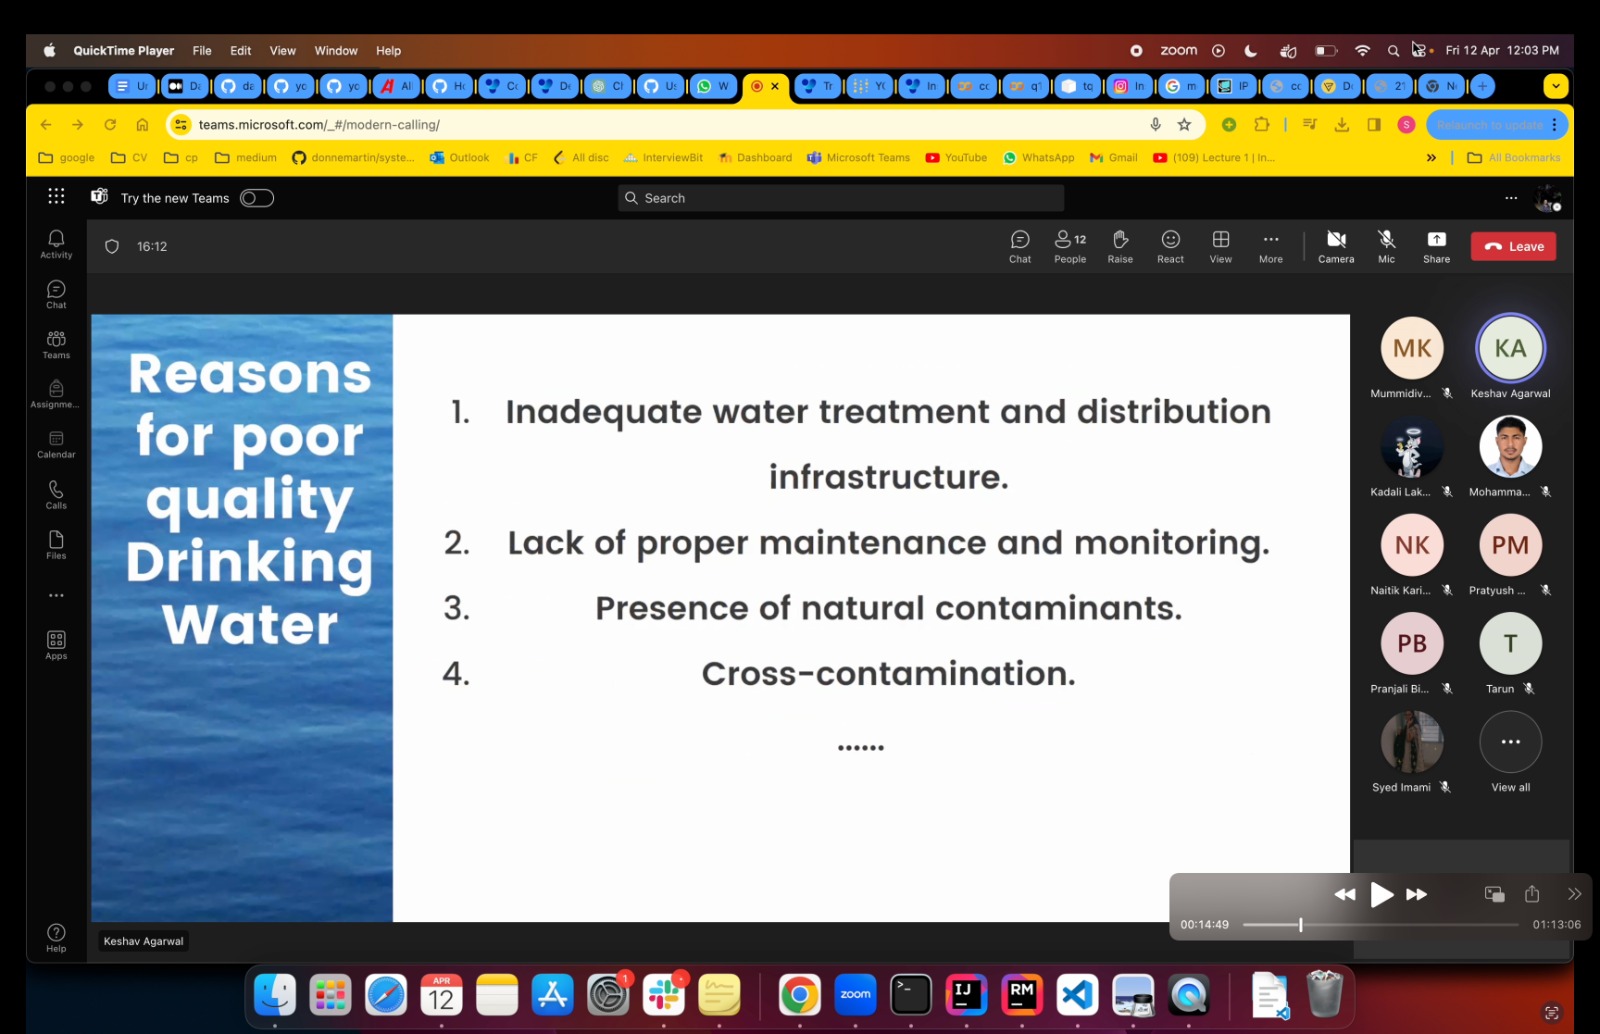 QuickTime Player File Edit View Window Help
zoom Fri 12 Apr 12:03 PM
teams.microsoft.com/_#/modern-calling/
Relaunch to update
google CV cp medium donnemartin/syste... Outlook CF All disc InterviewBit Dashboard Microsoft Teams YouTube WhatsApp Gmail (109) Lecture 1 | In... » All Bookmarks
Try the new Teams
Search
Activity
Chat
Teams
Assignme...
Calendar
Calls
Files
Apps
Help
16:12
12
Chat People Raise React View More Camera Mic Share Leave
Reasons
for poor
quality
Drinking
Water
1. Inadequate water treatment and distribution
infrastructure.
2. Lack of proper maintenance and monitoring.
3. Presence of natural contaminants.
4. Cross-contamination.
......
MK KA
Mummidiv... Keshav Agarwal
Kadali Lak... Mohamma...
NK PM
Naitik Kari... Pratyush ...
PB T
Pranjali Bi... Tarun
Syed Imami View all
00:14:49 01:13:06
Keshav Agarwal
APR
12
1
zoom
IJ
RM